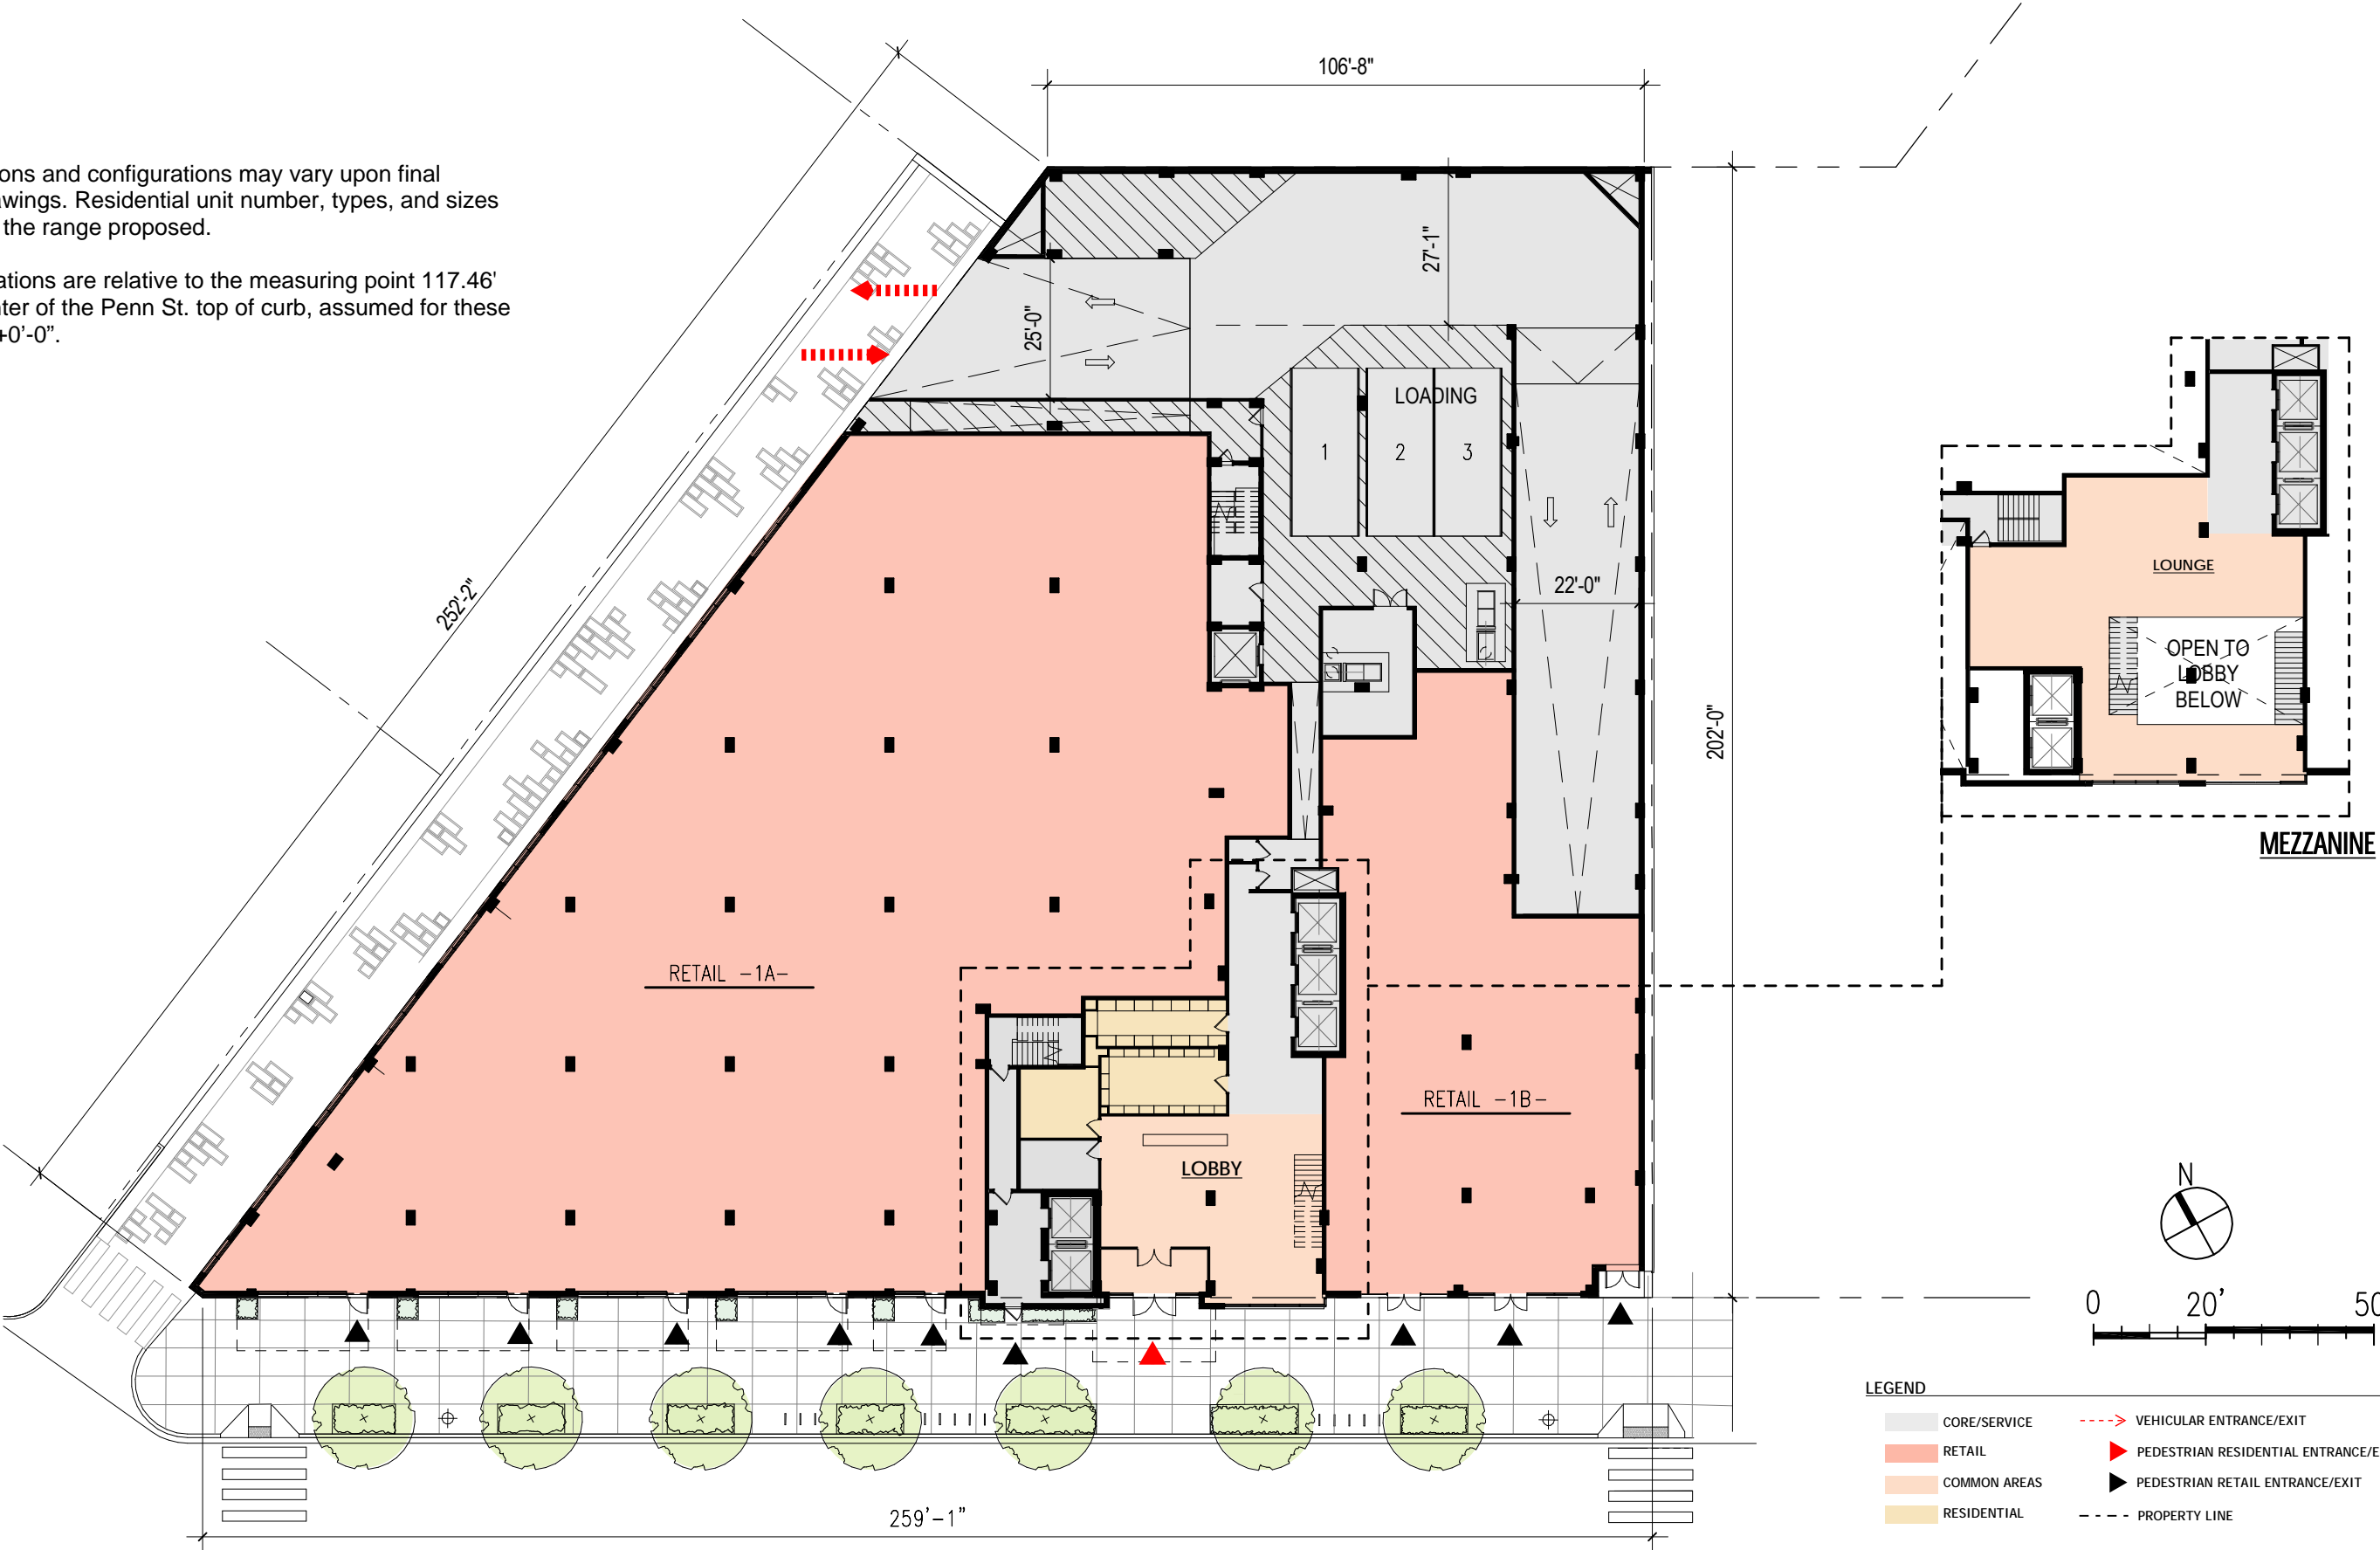 ons and configurations may vary upon final
awings. Residential unit number, types, and sizes
the range proposed.
ations are relative to the measuring point 117.46'
nter of the Penn St. top of curb, assumed for these
+0'-0”.
106'-8"
27'-1"
25'-0"
LOADING
1
2
3
22'-0"
252'-2"
202'-0"
LOUNGE
OPEN TO
LOBBY
BELOW
MEZZANINE
RETAIL -1A-
RETAIL -1B-
LOBBY
N
0 20' 50
259'-1"
LEGEND
CORE/SERVICE
RETAIL
COMMON AREAS
RESIDENTIAL
VEHICULAR ENTRANCE/EXIT
PEDESTRIAN RESIDENTIAL ENTRANCE/E
PEDESTRIAN RETAIL ENTRANCE/EXIT
PROPERTY LINE